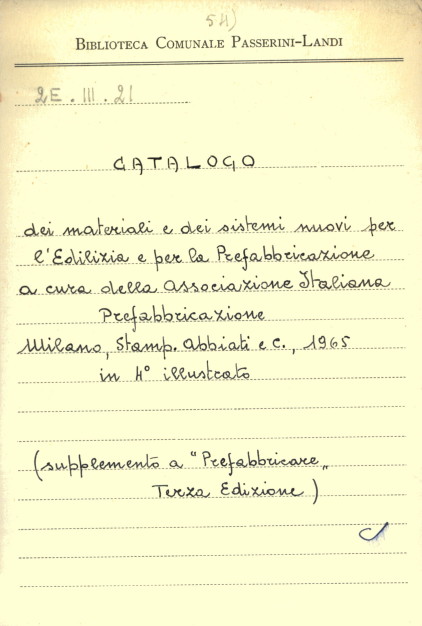 54)
BIBLIOTECA COMUNALE PASSERINI-LANDI
2E. III. 21
CATALOGO
dei materiali e dei sistemi nuovi per
l'Edilizia e per la Prefabbricazione
a cura della Associazione Italiana
Prefabbricazione
Milano, Stamp. Abbiati e C., 1965
in 4° illustrato
(supplemento a "Prefabbricare„
Terza Edizione)